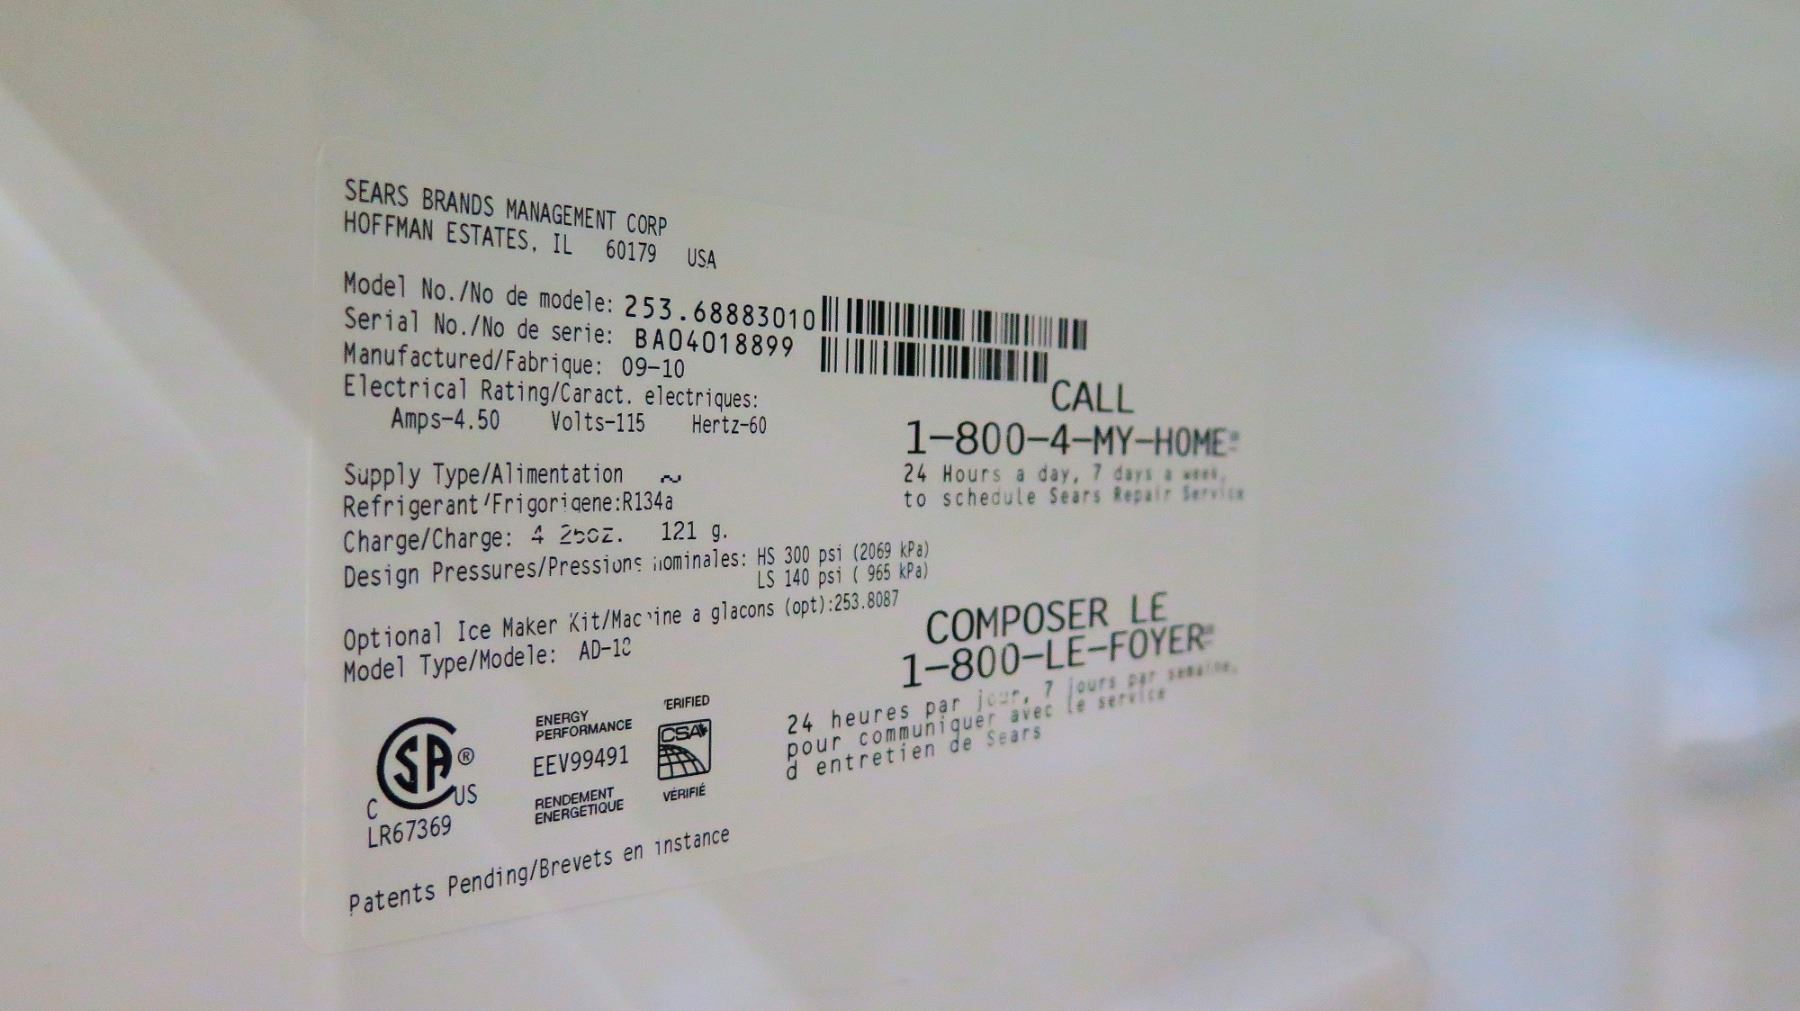 SEARS BRANDS MANAGEMENT CORP
HOFFMAN ESTATES, IL 60179 USA
Model No./No de modele: 253.68883010
Serial No./No de serie: BA04018899
Manufactured/Fabrique: 09-10
Electrical Rating/Caract. electriques:
Amps-4.50 Volts-115 Hertz-60
CALL
1-800-4-MY-HOME
24 Hours a day, 7 days a week,
to schedule Sears Repair Service
Supply Type/Alimentation ~
Refrigerant/Frigorigene:R134a
Charge/Charge: 4 25oz. 121 g.
Design Pressures/Pressions nominales: HS 300 psi (2069 kPa)
LS 140 psi ( 965 kPa)
Optional Ice Maker Kit/Machine a glacons (opt):253.8087
Model Type/Modele:
COMPOSER LE
1-800-LE-FOYER
24 heures par jour, 7 jours par semaine,
pour communiquer avec le service
d entretien de Sears
SA®
C US
LR67369
ENERGY
PERFORMANCE
EEV99491
RENDEMENT
ENERGETIQUE
ERIFIED
CSA
VÉRIFIÉ
Patents Pending/Brevets en instance